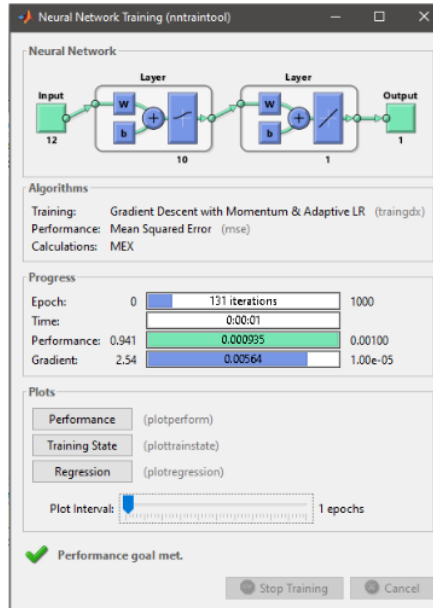 Neural Network Training (nntraintool)
Neural Network
Layer Layer
Input Output
W W
b b
12 10 1 1
Algorithms
Training: Gradient Descent with Momentum & Adaptive LR (traingdx)
Performance: Mean Squared Error (mse)
Calculations: MEX
Progress
Epoch: 0 131 iterations 1000
Time: 0:00:01
Performance: 0.941 0.000935 0.00100
Gradient: 2.54 0.00564 1.00e-05
Plots
Performance (plotperform)
Training State (plottrainstate)
Regression (plotregression)
Plot Interval: 1 epochs
Performance goal met.
Stop Training Cancel